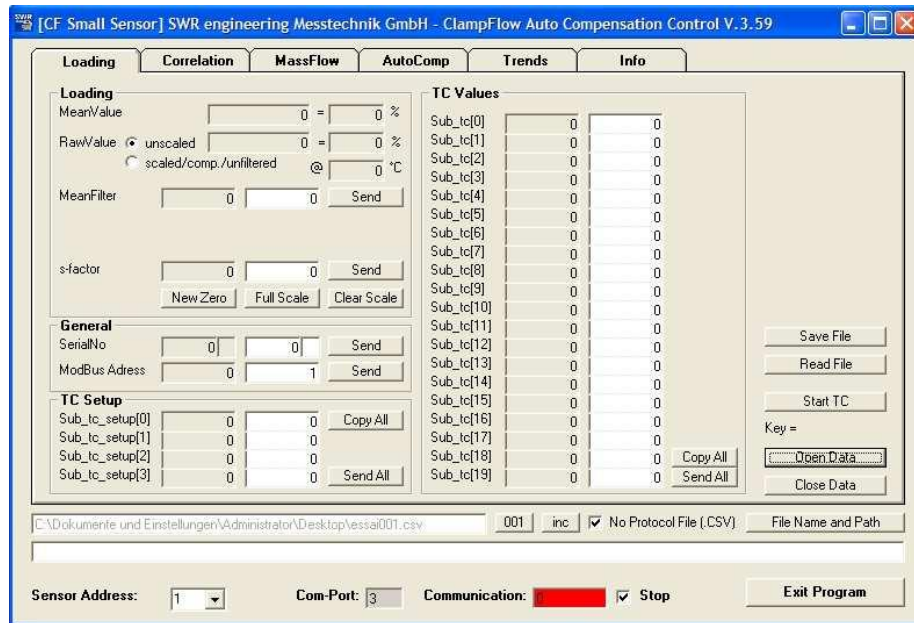 [CF Small Sensor] SWR engineering Messtechnik GmbH - ClampFlow Auto Compensation Control V.3.59
Loading Correlation MassFlow AutoComp Trends Info
Loading
MeanValue 0 = 0 %
RawValue unscaled 0 = 0 %
scaled/comp./unfiltered @ 0 °C
MeanFilter 0 0 Send
s-factor 0 0 Send
New Zero Full Scale Clear Scale
General
SerialNo 0 0 Send
ModBus Adress 0 1 Send
TC Setup
Sub_tc_setup[0] 0 0 Copy All
Sub_tc_setup[1] 0 0
Sub_tc_setup[2] 0 0
Sub_tc_setup[3] 0 0 Send All
TC Values
Sub_tc[0] 0 0
Sub_tc[1] 0 0
Sub_tc[2] 0 0
Sub_tc[3] 0 0
Sub_tc[4] 0 0
Sub_tc[5] 0 0
Sub_tc[6] 0 0
Sub_tc[7] 0 0
Sub_tc[8] 0 0
Sub_tc[9] 0 0
Sub_tc[10] 0 0
Sub_tc[11] 0 0
Sub_tc[12] 0 0
Sub_tc[13] 0 0
Sub_tc[14] 0 0
Sub_tc[15] 0 0
Sub_tc[16] 0 0
Sub_tc[17] 0 0
Sub_tc[18] 0 0 Copy All
Sub_tc[19] 0 0 Send All
Save File
Read File
Start TC
Key =
Open Data
Close Data
C:\Dokumente und Einstellungen\Administrator\Desktop\essai001.csv 001 inc No Protocol File (.CSV) File Name and Path
Sensor Address: 1 Com-Port: 3 Communication: 0 Stop Exit Program